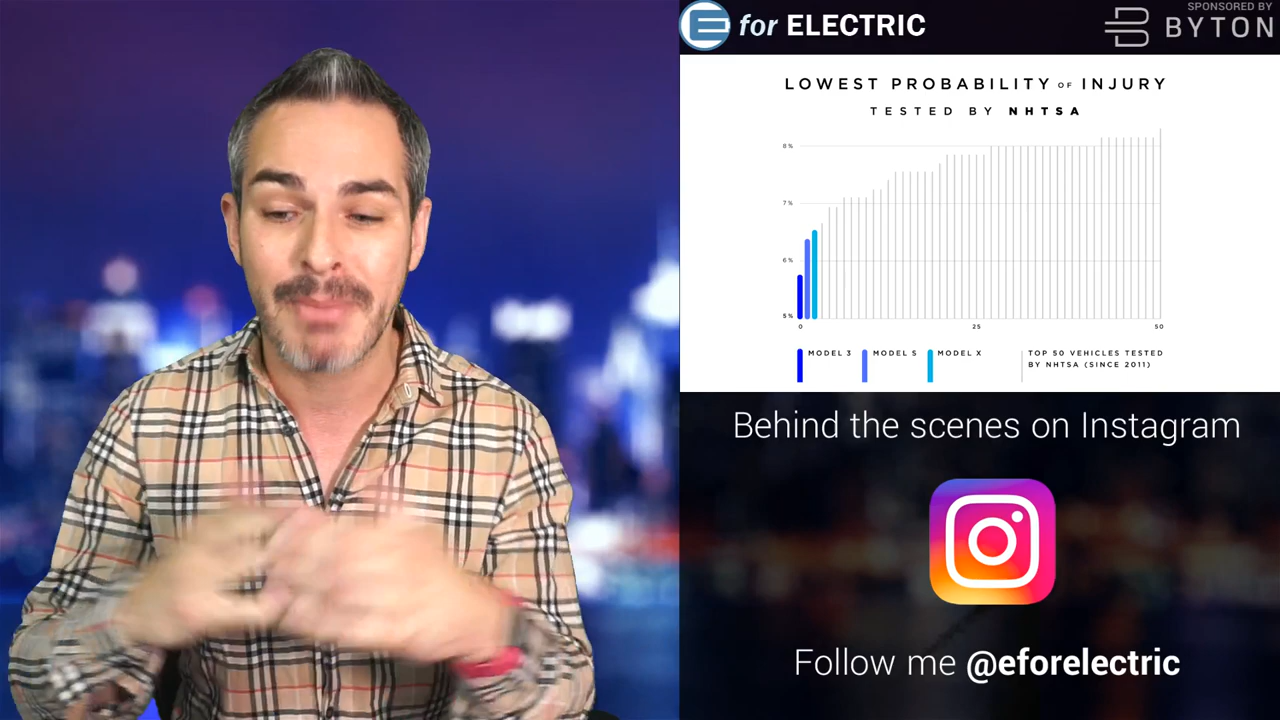 for ELECTRIC
SPONSORED BY
BYTON
LOWEST PROBABILITY OF INJURY
TESTED BY NHTSA
8%
7%
6%
5%
0
25
50
MODEL 3
MODEL S
MODEL X
TOP 50 VEHICLES TESTED
BY NHTSA (SINCE 2011)
Behind the scenes on Instagram
Follow me @eforelectric